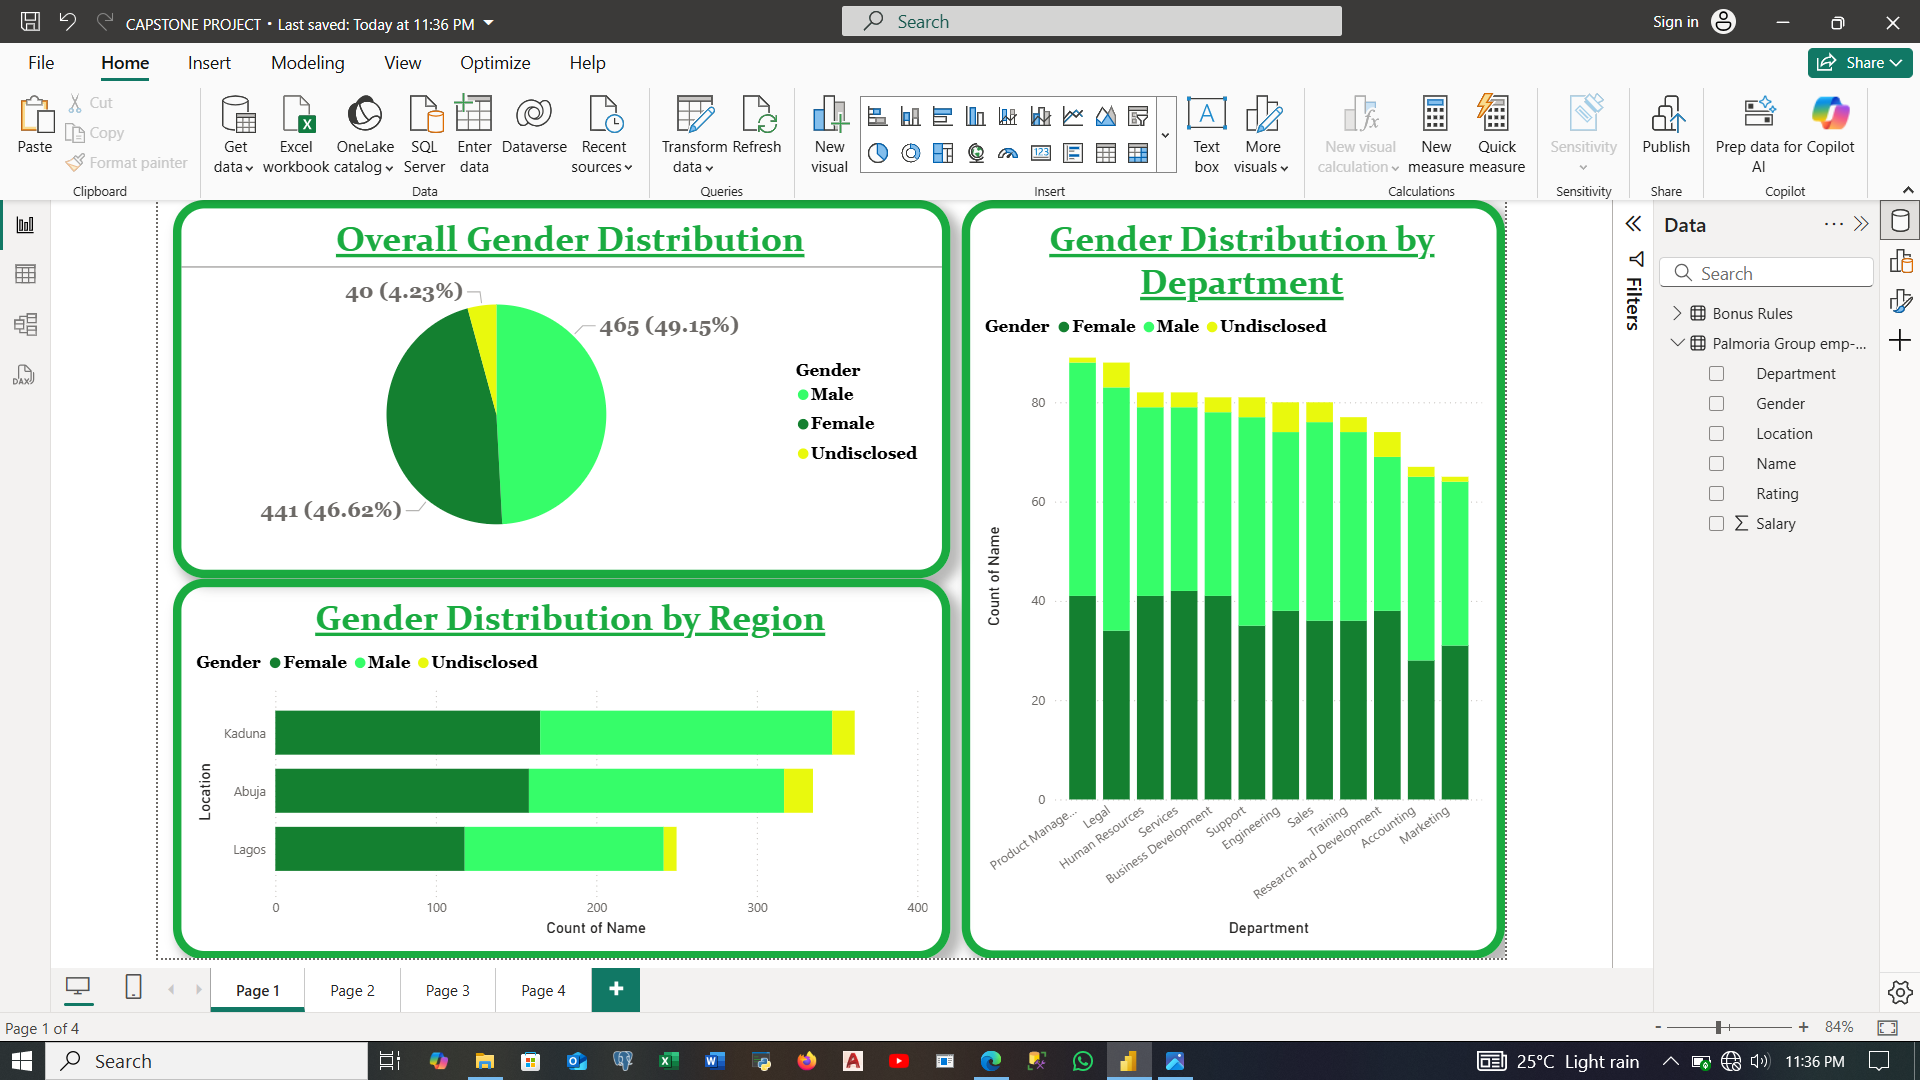 CAPSTONE PROJECT • Last saved: Today at 11:36 PM
Search
Sign in
File Home Insert Modeling View Optimize Help
Share
Paste
Cut
Copy
Format painter
Clipboard
Get data
Excel workbook
OneLake catalog
SQL Server
Enter data
Dataverse
Recent sources
Data
Transform data
Refresh
Queries
New visual
Text box
More visuals
Insert
New visual calculation
New measure
Quick measure
Calculations
Sensitivity
Sensitivity
Publish
Share
Prep data for AI
Copilot
Copilot
Overall Gender Distribution
40 (4.23%)
465 (49.15%)
441 (46.62%)
Gender
Male
Female
Undisclosed
Gender Distribution by Region
Gender Female Male Undisclosed
Location
Kaduna
Abuja
Lagos
0 100 200 300 400
Count of Name
Gender Distribution by
Department
Gender Female Male Undisclosed
Count of Name
80
60
40
20
0
Product Manage...
Legal
Human Resources
Services
Business Development
Support
Engineering
Sales
Training
Research and Development
Accounting
Marketing
Department
Filters
Data
Search
Bonus Rules
Palmoria Group emp-...
Department
Gender
Location
Name
Rating
Salary
DAX
Page 1 Page 2 Page 3 Page 4
Page 1 of 4
84%
Search
25°C Light rain
11:36 PM